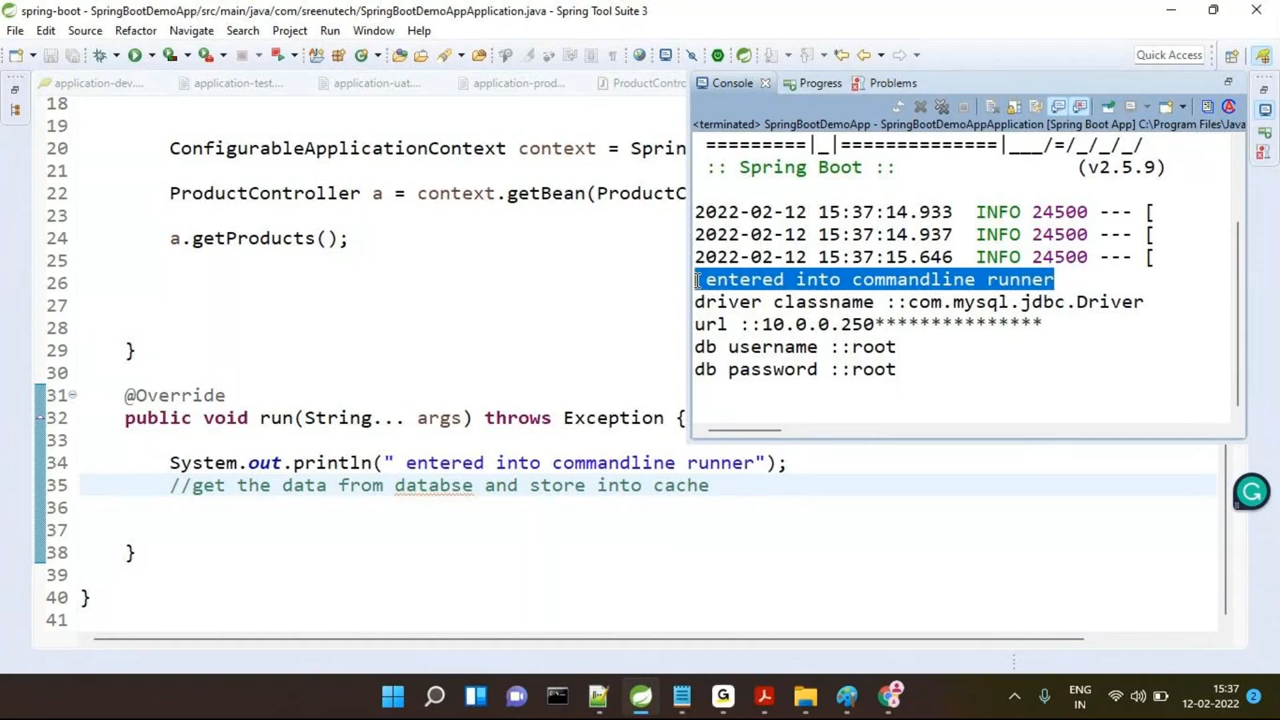 spring-boot - SpringBootDemoApp/src/main/java/com/sreenutech/SpringBootDemoAppApplication.java - Spring Tool Suite 3
File Edit Source Refactor Navigate Search Project Run Window Help
Quick Access
application-dev.... application-test.... application-uat.... application-prod... ProductContro
Console Progress Problems
<terminated> SpringBootDemoApp - SpringBootDemoAppApplication [Spring Boot App] C:\Program Files\Java
=========|_|==============|___/=/_/_/_/
:: Spring Boot :: (v2.5.9)
2022-02-12 15:37:14.933 INFO 24500 --- [
2022-02-12 15:37:14.937 INFO 24500 --- [
2022-02-12 15:37:15.646 INFO 24500 --- [
entered into commandline runner
driver classname ::com.mysql.jdbc.Driver
url ::10.0.0.250***************
db username ::root
db password ::root
18
19
20 ConfigurableApplicationContext context = Sprin
21
22 ProductController a = context.getBean(ProductC
23
24 a.getProducts();
25
26
27
28
29 }
30
31 @Override
32 public void run(String... args) throws Exception {
33
34 System.out.println(" entered into commandline runner");
35 //get the data from databse and store into cache
36
37
38 }
39
40 }
41
ENG
IN
15:37
12-02-2022
2